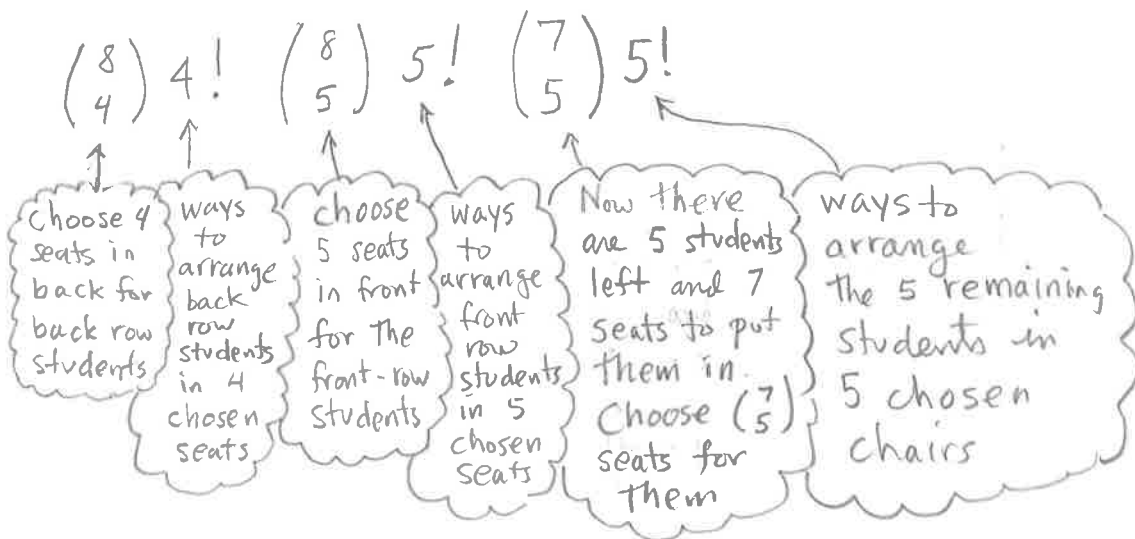 (8 4) 4! (8 5) 5! (7 5) 5!
Choose 4
seats in
back for
back row
students
ways
to
arrange
back
row
students
in 4
chosen
seats
choose
5 seats
in front
for the
front-row
students
ways
to
arrange
front
row
students
in 5
chosen
seats
Now there
are 5 students
left and 7
seats to put
them in.
Choose (7 5)
seats for
them
ways to
arrange
the 5 remaining
students in
5 chosen
chairs